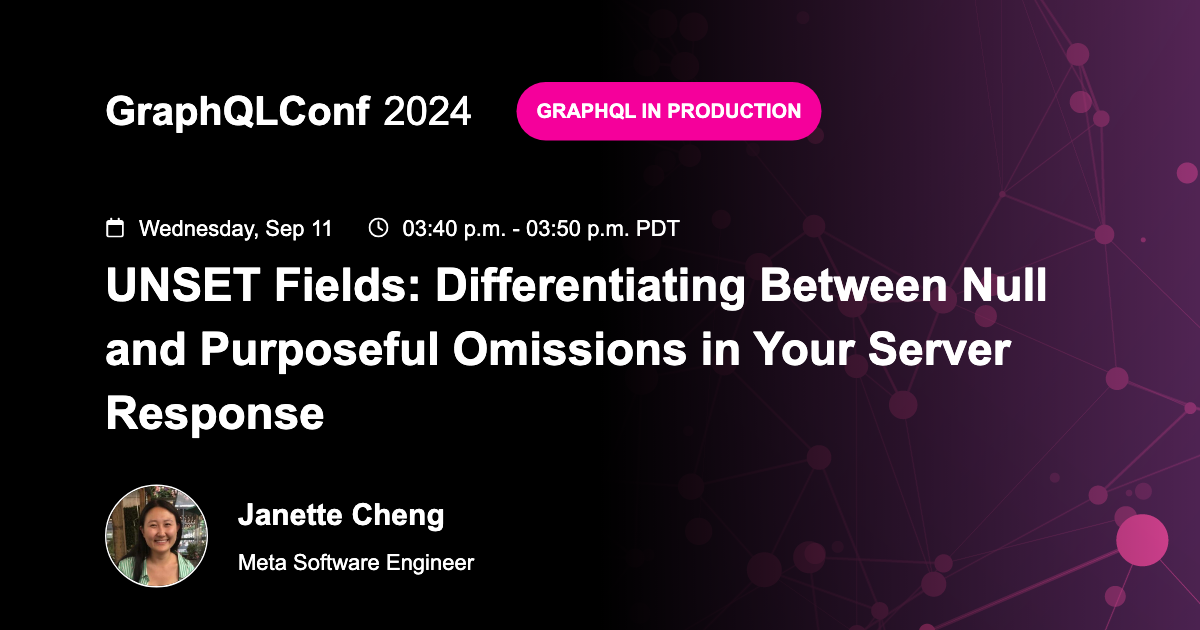 GraphQLConf 2024
GRAPHQL IN PRODUCTION
Wednesday, Sep 11 03:40 p.m. - 03:50 p.m. PDT
UNSET Fields: Differentiating Between Null
and Purposeful Omissions in Your Server
Response
Janette Cheng
Meta Software Engineer